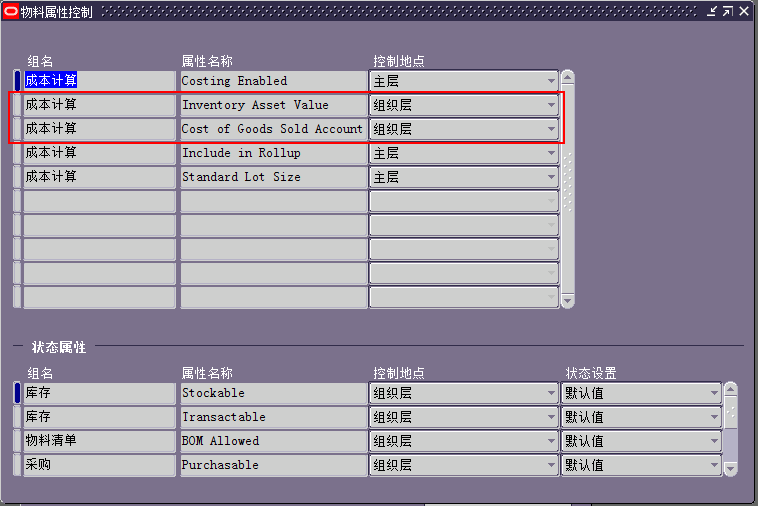 物料属性控制
组名 属性名称 控制地点
成本计算 Costing Enabled 主层
成本计算 Inventory Asset Value 组织层
成本计算 Cost of Goods Sold Account 组织层
成本计算 Include in Rollup 主层
成本计算 Standard Lot Size 主层
状态属性
组名 属性名称 控制地点 状态设置
库存 Stockable 组织层 默认值
库存 Transactable 组织层 默认值
物料清单 BOM Allowed 组织层 默认值
采购 Purchasable 组织层 默认值